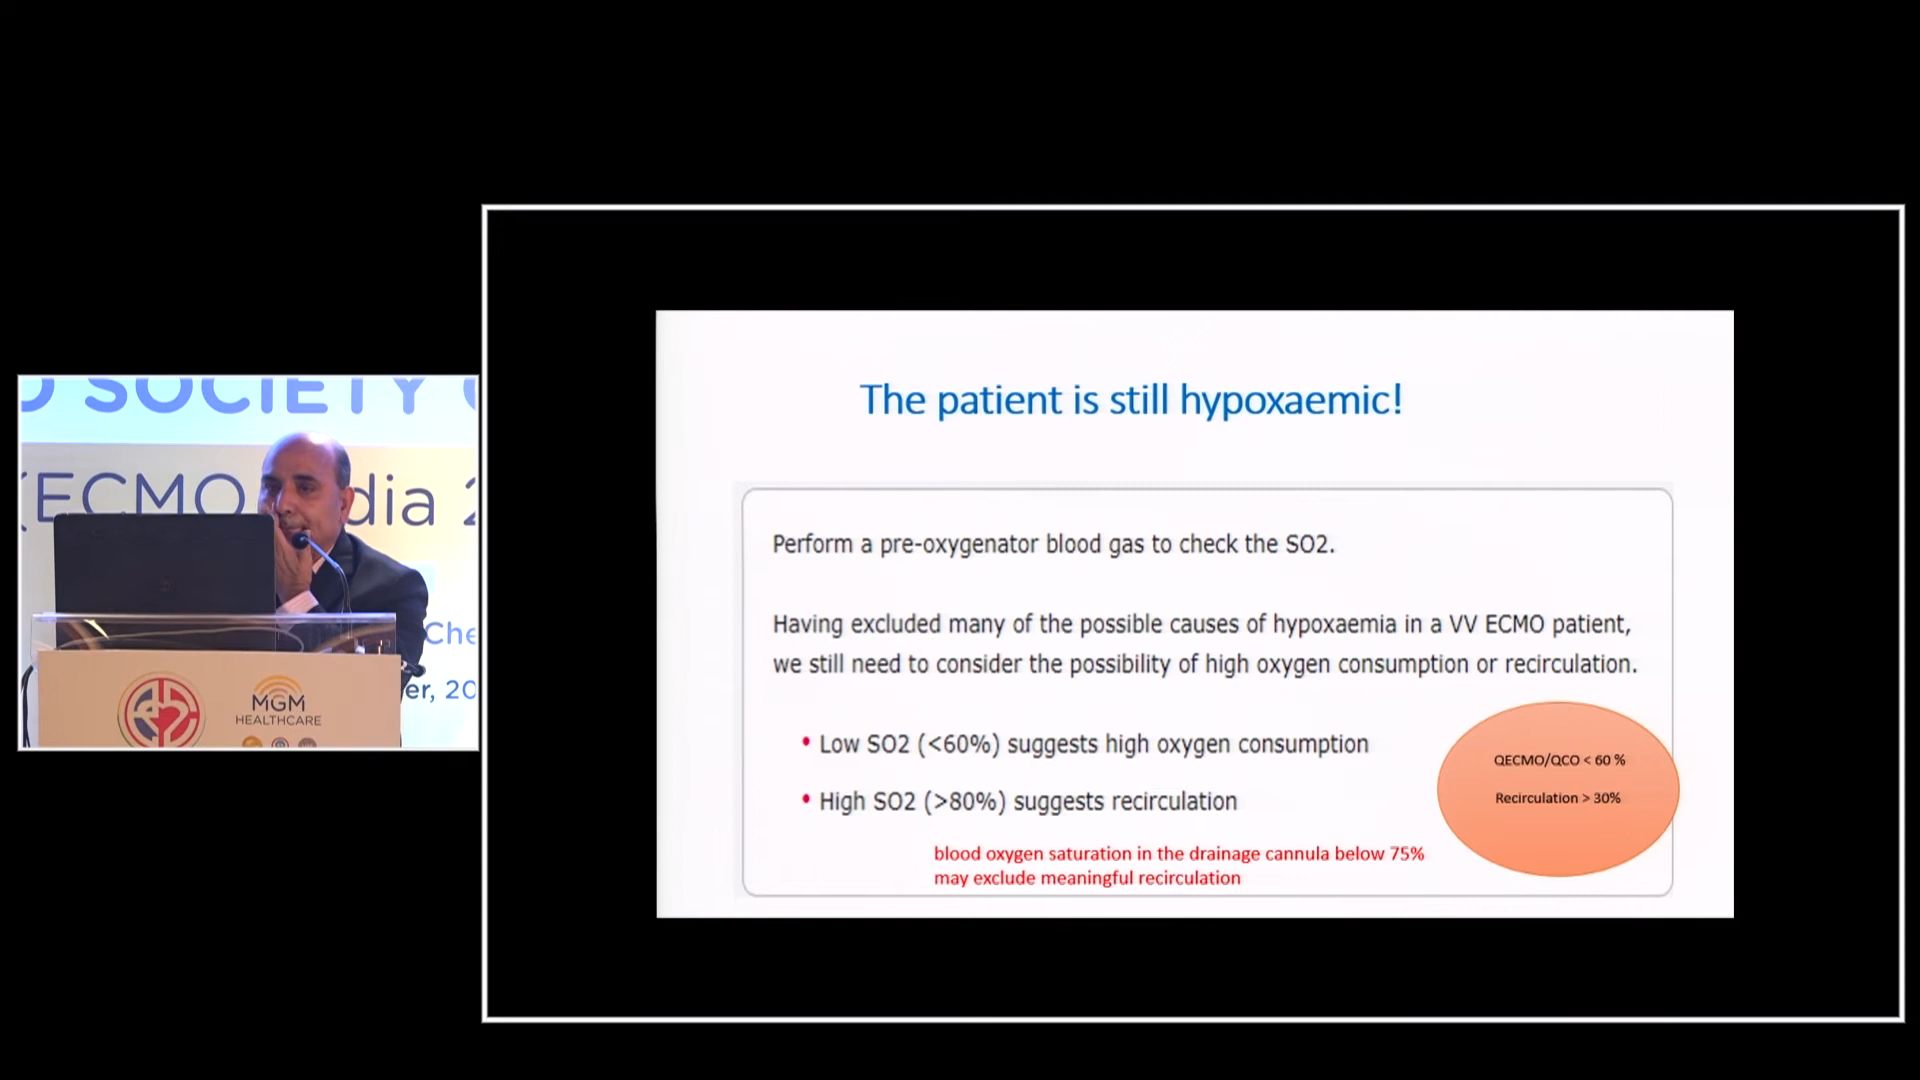 SOCIETY
ECMO dia 2
Che
er, 20
MGM
HEALTHCARE
The patient is still hypoxaemic!
Perform a pre-oxygenator blood gas to check the SO2.
Having excluded many of the possible causes of hypoxaemia in a VV ECMO patient,
we still need to consider the possibility of high oxygen consumption or recirculation.
• Low SO2 (<60%) suggests high oxygen consumption
• High SO2 (>80%) suggests recirculation
QECMO/QCO < 60 %
Recirculation > 30%
blood oxygen saturation in the drainage cannula below 75%
may exclude meaningful recirculation